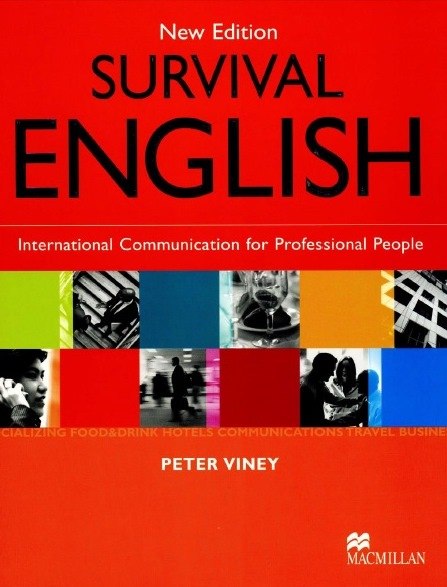 New Edition
SURVIVAL
ENGLISH
International Communication for Professional People
CIALIZING FOOD&DRINK HOTELS COMMUNICATIONS TRAVEL BUSINE
PETER VINEY
MACMILLAN